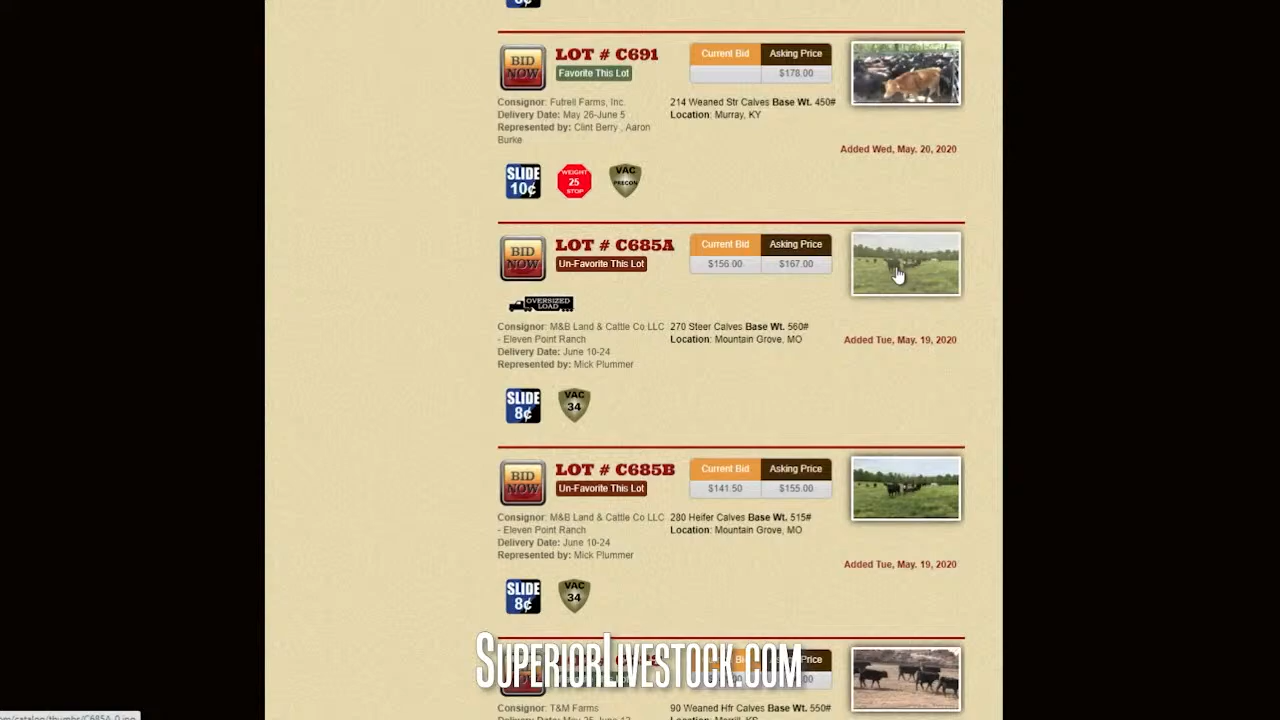 BID NOW
LOT # C691
Favorite This Lot
Current Bid Asking Price
$178.00
Consignor: Futrell Farms, Inc.
Delivery Date: May 26-June 5
Represented by: Clint Berry , Aaron
Burke
214 Weaned Str Calves Base Wt. 450#
Location: Murray, KY
Added Wed, May. 20, 2020
SLIDE 10¢
WEIGHT 25 STOP
VAC PRECON
BID NOW
LOT # C685A
Un-Favorite This Lot
Current Bid Asking Price
$156.00 $167.00
OVERSIZED LOAD
Consignor: M&B Land & Cattle Co LLC
- Eleven Point Ranch
Delivery Date: June 10-24
Represented by: Mick Plummer
270 Steer Calves Base Wt. 560#
Location: Mountain Grove, MO
Added Tue, May. 19, 2020
SLIDE 8¢
VAC 34
BID NOW
LOT # C685B
Un-Favorite This Lot
Current Bid Asking Price
$141.50 $155.00
Consignor: M&B Land & Cattle Co LLC
- Eleven Point Ranch
Delivery Date: June 10-24
Represented by: Mick Plummer
280 Heifer Calves Base Wt. 515#
Location: Mountain Grove, MO
Added Tue, May. 19, 2020
SLIDE 8¢
VAC 34
SuperiorLivestock.com
Consignor: T&M Farms
90 Weaned Hfr Calves Base Wt. 550#